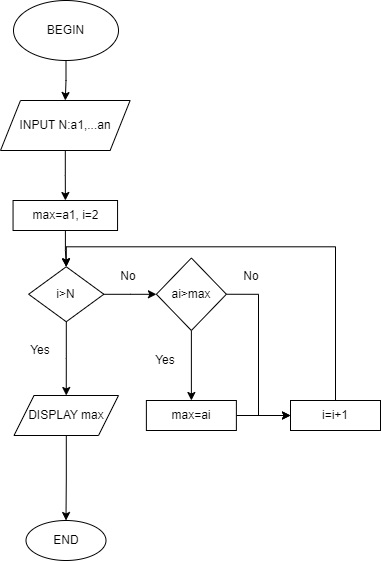 BEGIN
INPUT N:a1,...an
max=a1, i=2
i>N
No
ai>max
No
Yes
Yes
DISPLAY max
max=ai
i=i+1
END